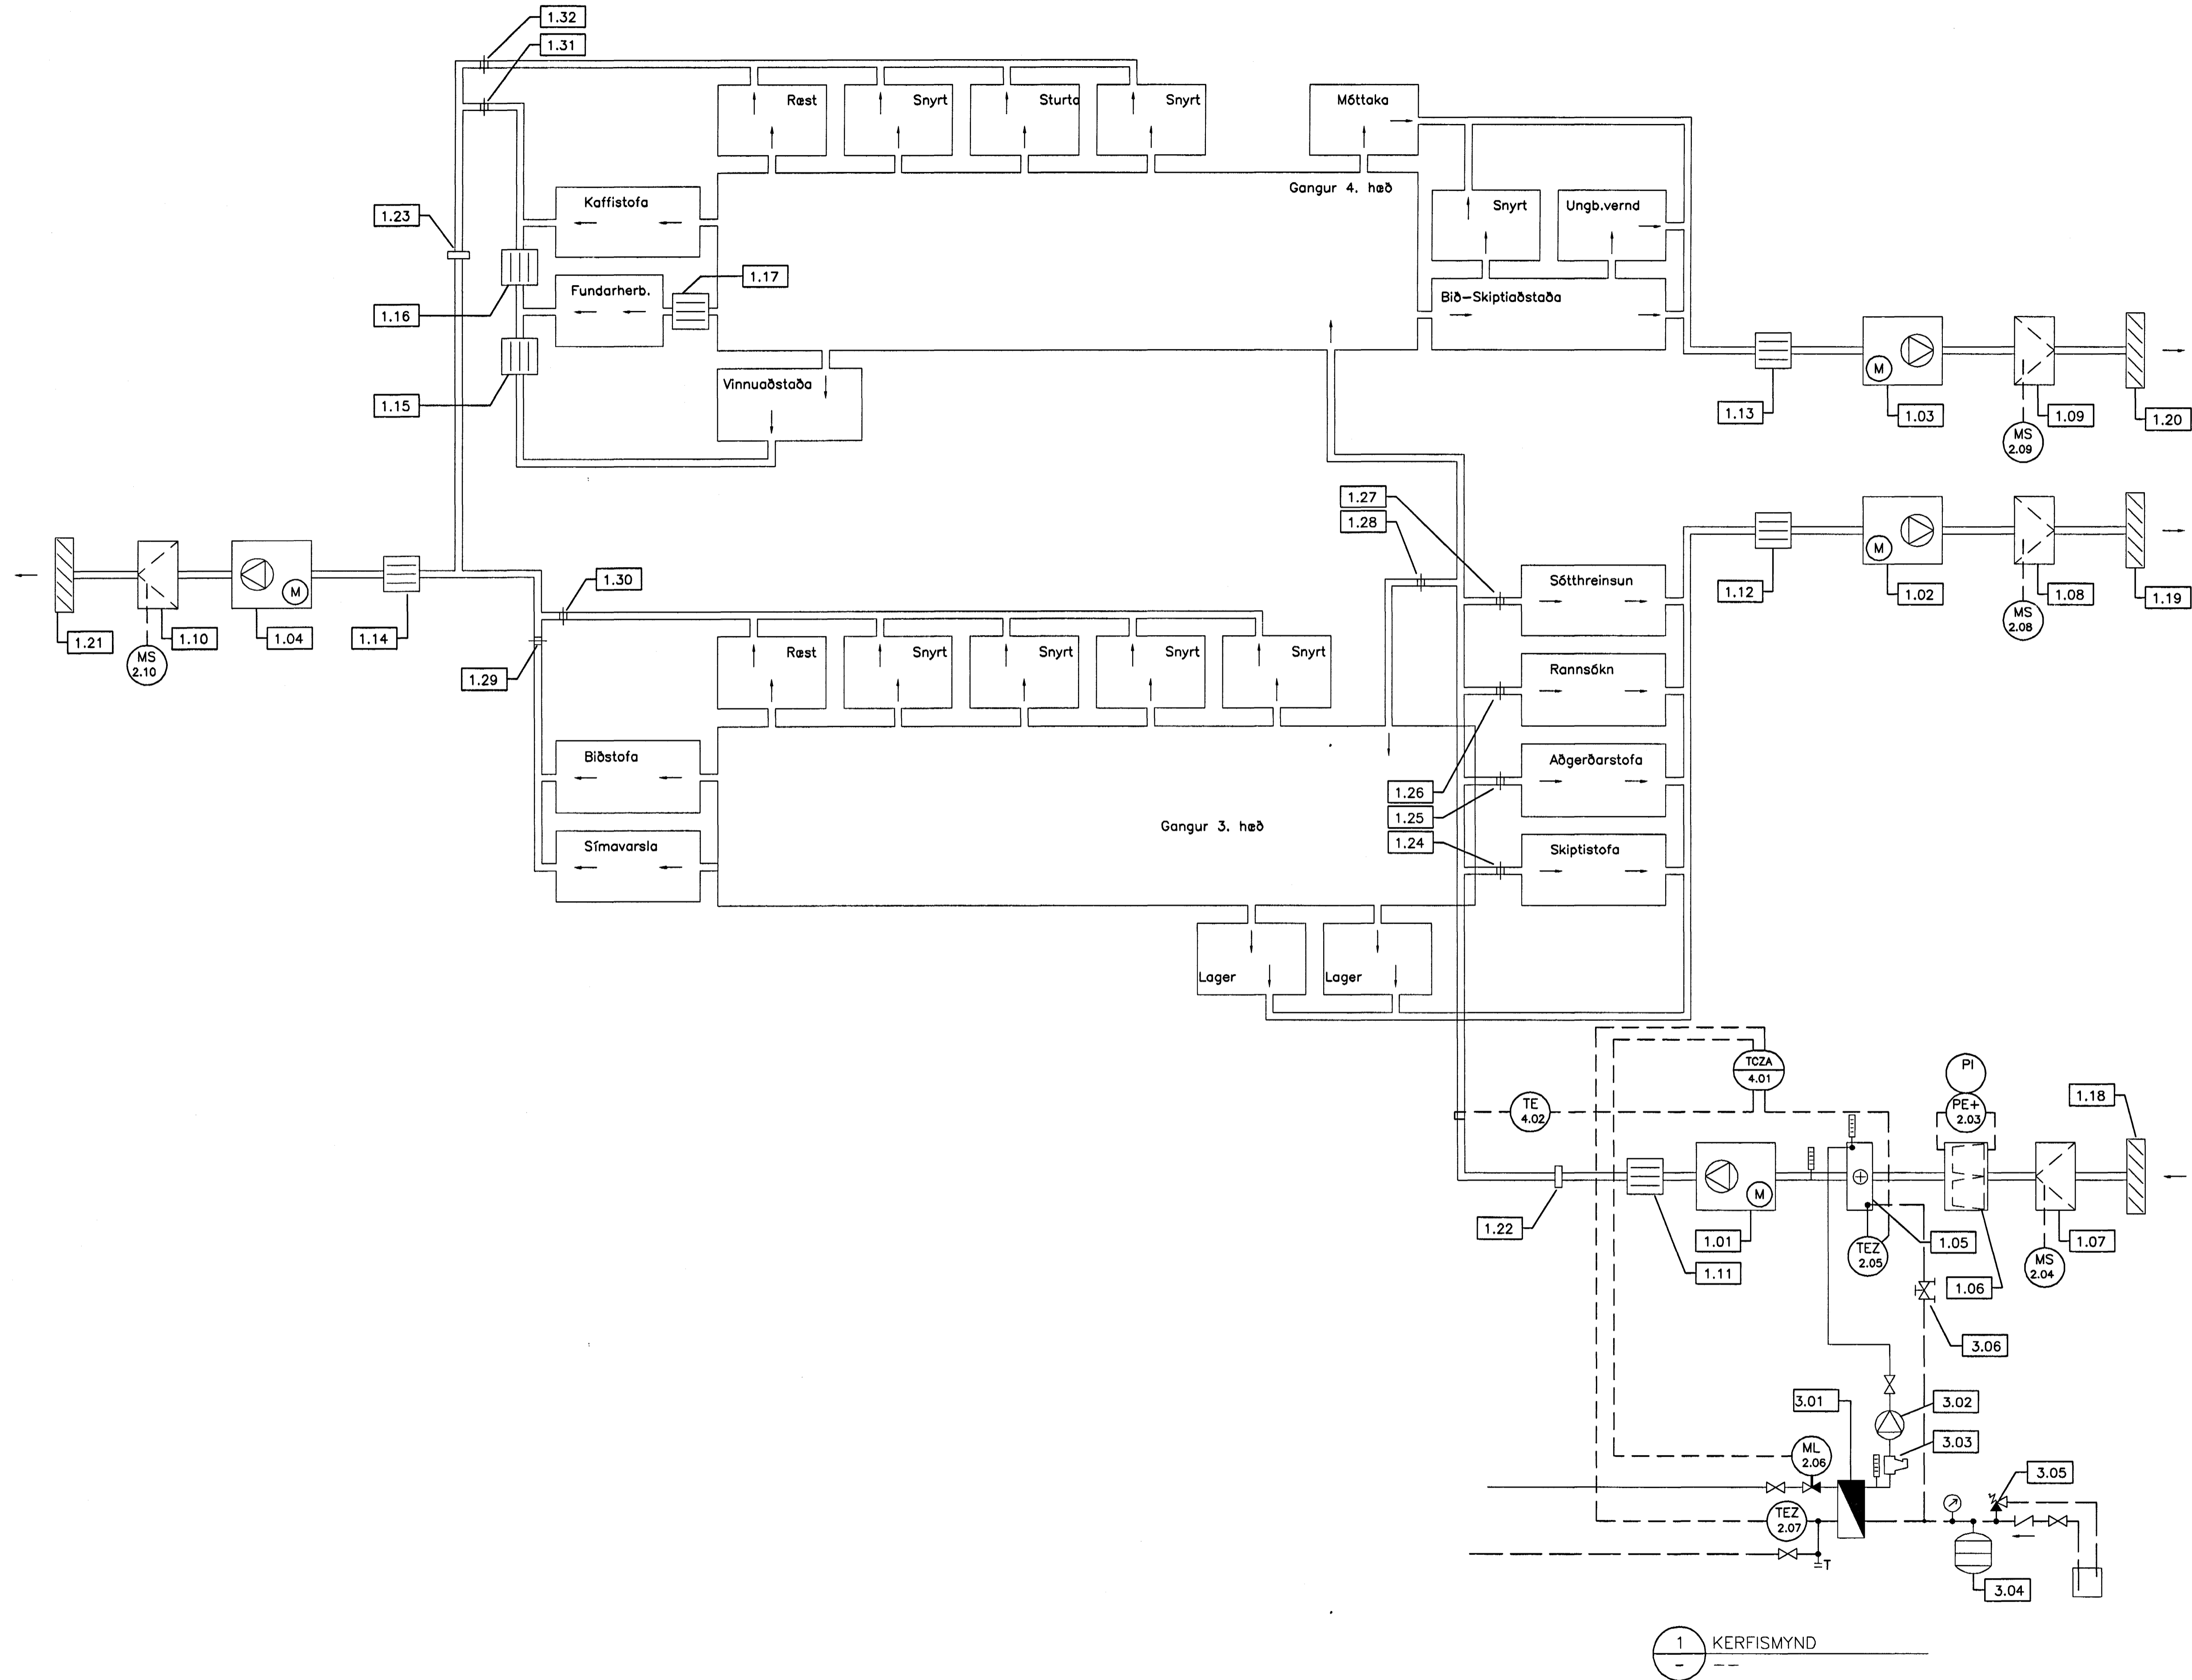 1.32
1.31
Ræst
Snyrt
Sturta
Snyrt
Móttaka
Gangur 4. hæð
Kaffistofa
Snyrt
Ungb.vernd
1.23
1.17
Fundarherb.
Bið-Skiptiaðstaða
1.16
Vinnuaðstaða
1.15
M
1.13
1.03
1.09
1.20
MS
2.09
1.27
1.28
M
1.30
Sótthreinsun
M
1.12
1.02
1.08
1.19
MS
2.08
1.21
1.10
1.04
1.14
MS
2.10
1.29
Ræst
Snyrt
Snyrt
Snyrt
Snyrt
Rannsókn
Biðstofa
Aðgerðarstofa
1.26
1.25
1.24
Gangur 3. hæð
Símavarsla
Skiptistofa
Lager
Lager
TCZA
4.01
PI
PE+
2.03
TE
4.02
1.18
M
1.22
1.01
1.11
TEZ
2.05
1.05
1.06
MS
2.04
1.07
3.06
3.01
3.02
3.03
ML
2.06
3.05
TEZ
2.07
T
3.04
1
KERFISMYND